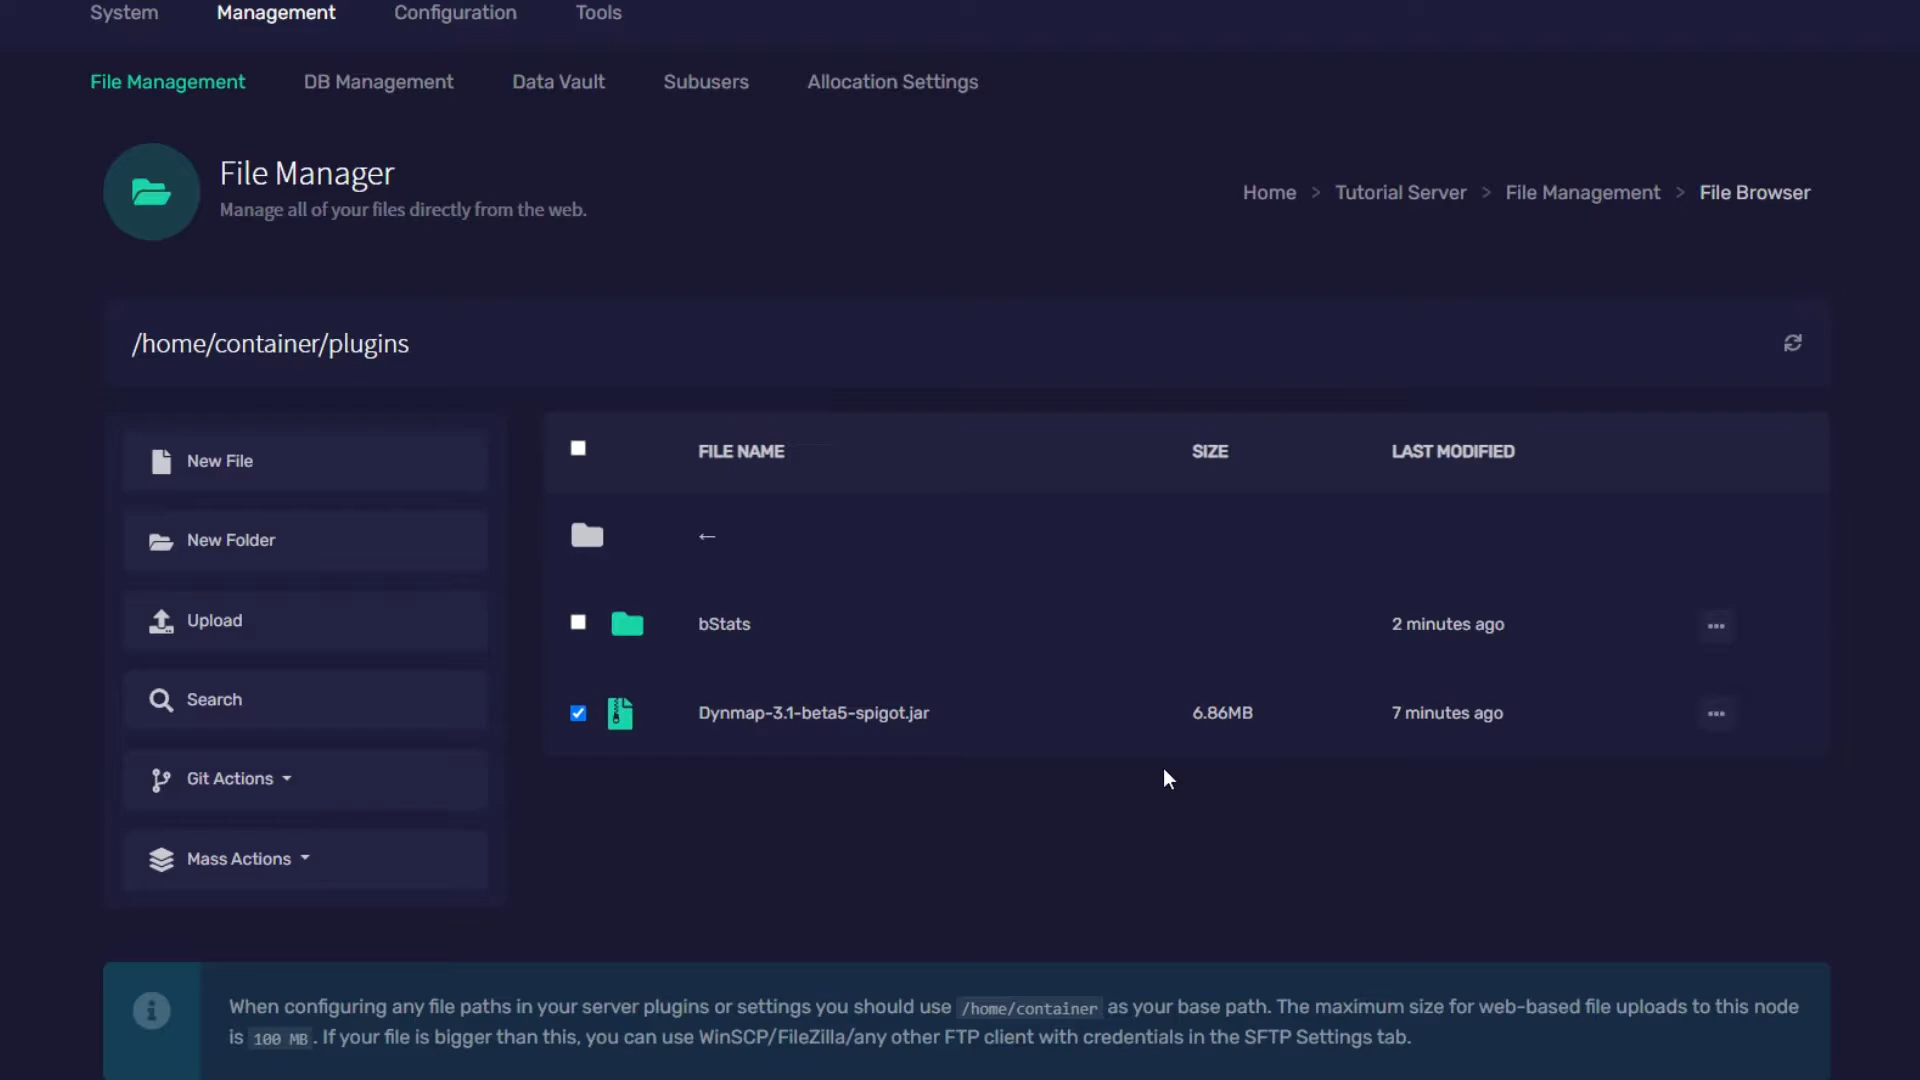 System Management Configuration Tools
File Management DB Management Data Vault Subusers Allocation Settings
File Manager
Manage all of your files directly from the web.
Home > Tutorial Server > File Management > File Browser
/home/container/plugins
New File
New Folder
Upload
Search
Git Actions
Mass Actions
FILE NAME SIZE LAST MODIFIED
←
bStats 2 minutes ago
Dynmap-3.1-beta5-spigot.jar 6.86MB 7 minutes ago
When configuring any file paths in your server plugins or settings you should use /home/container as your base path. The maximum size for web-based file uploads to this node
is 100 MB . If your file is bigger than this, you can use WinSCP/FileZilla/any other FTP client with credentials in the SFTP Settings tab.